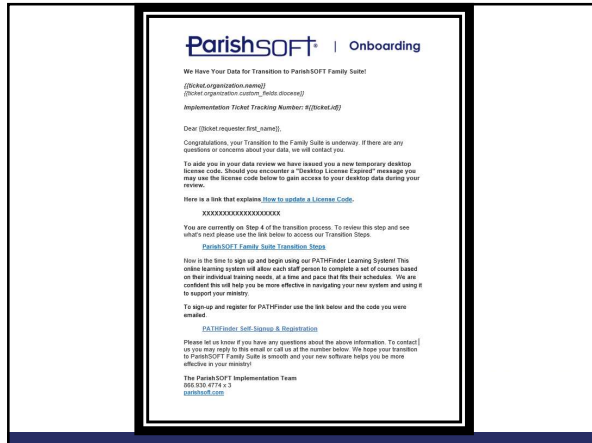 ParishSOFT® | Onboarding
We Have Your Data for Transition to ParishSOFT Family Suite!
{{ticket.organization.name}}
{{ticket.organization.custom_fields.diocese}}
Implementation Ticket Tracking Number: #{{ticket.id}}
Dear {{ticket.requester.first_name}},
Congratulations, your Transition to the Family Suite is underway. If there are any
questions or concerns about your data, we will contact you.
To aide you in your data review we have issued you a new temporary desktop
license code. Should you encounter a "Desktop License Expired" message you
may use the license code below to gain access to your desktop data during your
review.
Here is a link that explains How to update a License Code.
XXXXXXXXXXXXXXXXXXX
You are currently on Step 4 of the transition process. To review this step and see
what's next please use the link below to access our Transition Steps.
ParishSOFT Family Suite Transition Steps
Now is the time to sign up and begin using our PATHFinder Learning System! This
online learning system will allow each staff person to complete a set of courses based
on their individual training needs, at a time and pace that fits their schedules. We are
confident this will help you be more effective in navigating your new system and using it
to support your ministry.
To sign-up and register for PATHFinder use the link below and the code you were
emailed.
PATHFinder Self-Signup & Registration
Please let us know if you have any questions about the above information. To contact
us you may reply to this email or call us at the number below. We hope your transition
to ParishSOFT Family Suite is smooth and your new software helps you be more
effective in your ministry!
The ParishSOFT Implementation Team
866.930.4774 x 3
parishsoft.com